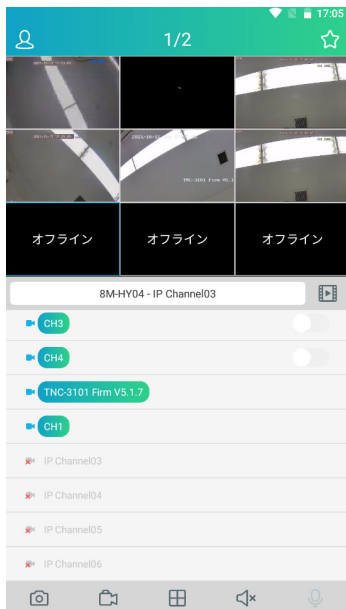 17:05
1/2
TNC-3101 Firm V5.1
オフライン
オフライン
オフライン
8M-HY04 - IP Channel03
CH3
CH4
TNC-3101 Firm V5.1.7
CH1
IP Channel03
IP Channel04
IP Channel05
IP Channel06